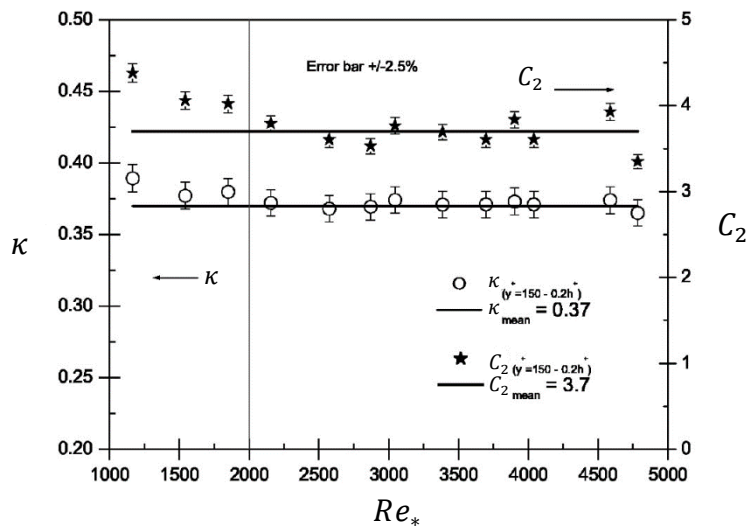 0.50
0.45
0.40
0.35
0.30
0.25
0.20
κ
5
4
3
2
1
0
C₂
Error bar +/-2.5%
C₂
κ
κ (y⁺=150 - 0.2h⁺)
κ mean = 0.37
C₂ (y⁺=150 - 0.2h⁺)
C₂ mean = 3.7
1000 1500 2000 2500 3000 3500 4000 4500 5000
Re*